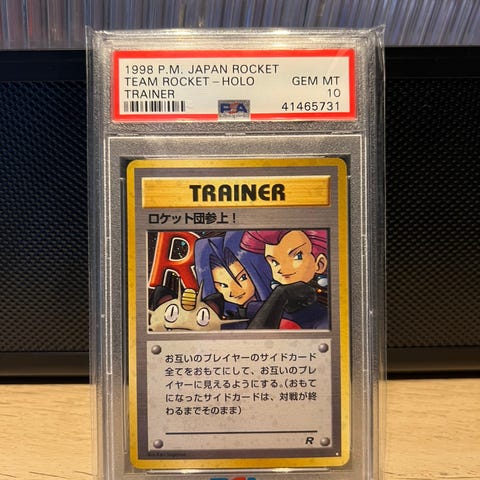 1998 P.M. JAPAN ROCKET
TEAM ROCKET-HOLO GEM MT
TRAINER 10
PSA 41465731
TRAINER
ロケット団参上!
R
お互いのプレイヤーのサイドカード
全てをおもてにして、お互いのプレ
イヤーに見えるようにする。(おもて
になったサイドカードは、対戦が終
わるまでそのまま)
R
PSA